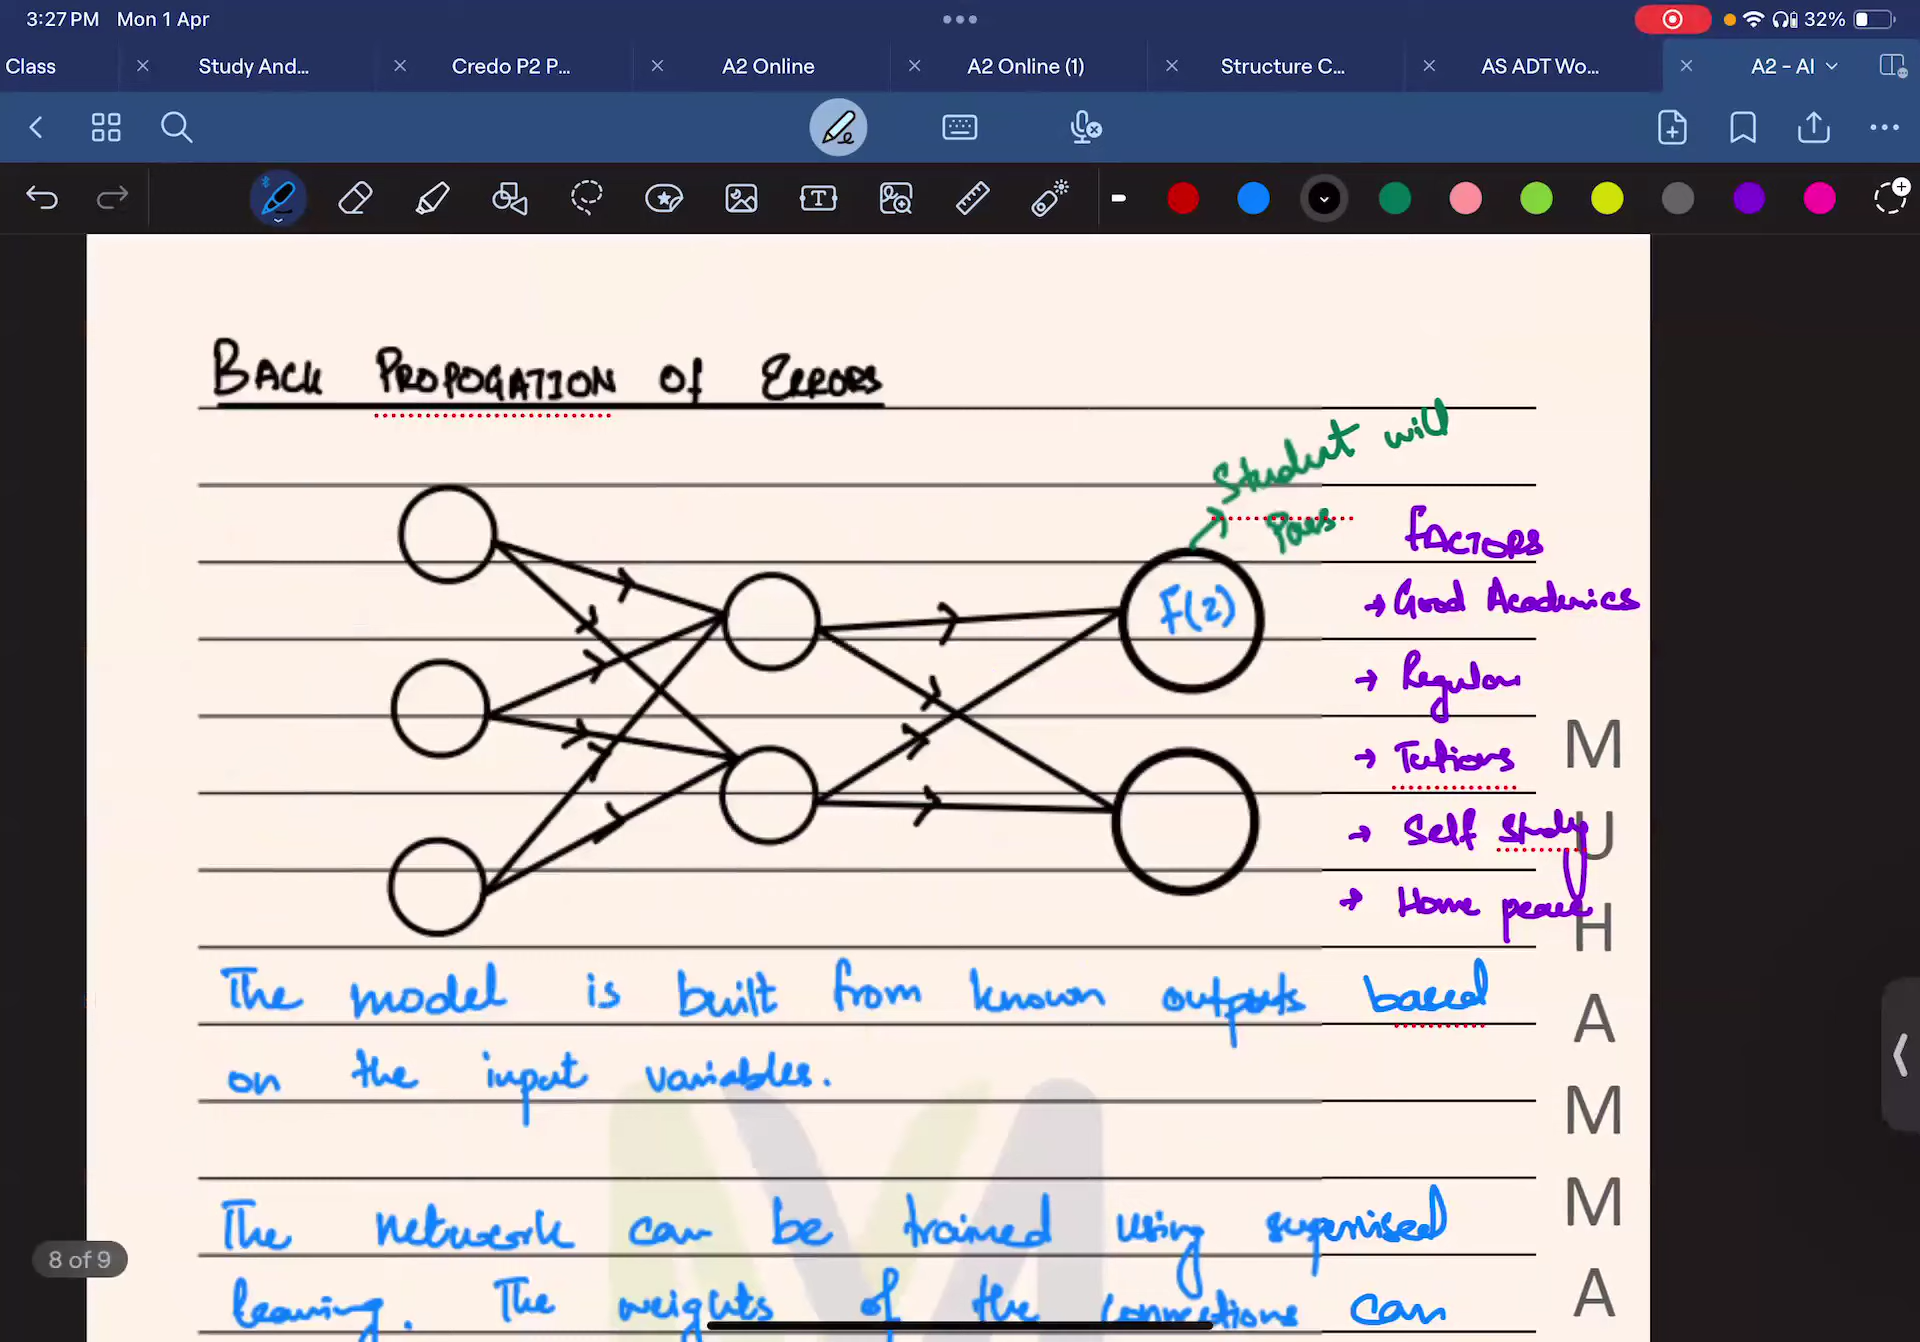 3:27 PM Mon 1 Apr
32%
Class
Study And...
Credo P2 P...
A2 Online
A2 Online (1)
Structure C...
AS ADT Wo...
A2 - AI
BACK PROPOGATION Of ERRORS
Student will
Pass
F(2)
FACTORS
→ Good Academics
→ Regular
→ Tutions
→ Self Study
→ Home peace
The model is built from known outputs based
on the input variables.
The network can be trained using supervised
learning. The weights of the connections can
M
U
H
A
M
M
A
8 of 9